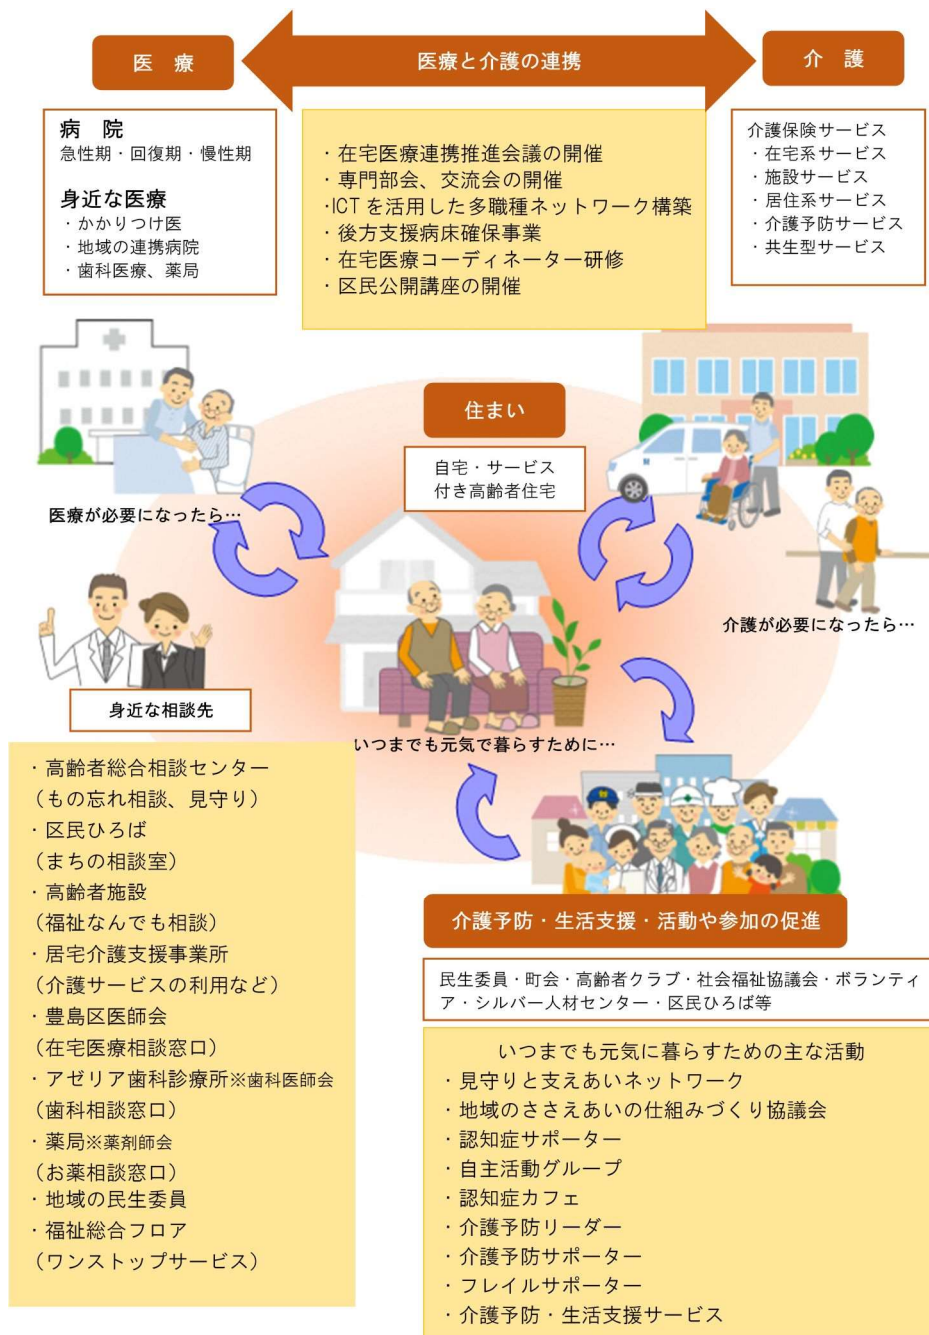 医療
医療と介護の連携
介護
病院
急性期・回復期・慢性期
身近な医療
・かかりつけ医
・地域の連携病院
・歯科医療、薬局
・在宅医療連携推進会議の開催
・専門部会、交流会の開催
・ICTを活用した多職種ネットワーク構築
・後方支援病床確保事業
・在宅医療コーディネーター研修
・区民公開講座の開催
介護保険サービス
・在宅系サービス
・施設サービス
・居住系サービス
・介護予防サービス
・共生型サービス
住まい
自宅・サービス
付き高齢者住宅
医療が必要になったら…
介護が必要になったら…
身近な相談先
いつまでも元気で暮らすために…
・高齢者総合相談センター
（もの忘れ相談、見守り）
・区民ひろば
（まちの相談室）
・高齢者施設
（福祉なんでも相談）
・居宅介護支援事業所
（介護サービスの利用など）
・豊島区医師会
（在宅医療相談窓口）
・アゼリア歯科診療所※歯科医師会
（歯科相談窓口）
・薬局※薬剤師会
（お薬相談窓口）
・地域の民生委員
・福祉総合フロア
（ワンストップサービス）
介護予防・生活支援・活動や参加の促進
民生委員・町会・高齢者クラブ・社会福祉協議会・ボランティ
ア・シルバー人材センター・区民ひろば等
いつまでも元気に暮らすための主な活動
・見守りと支えあいネットワーク
・地域のささえあいの仕組みづくり協議会
・認知症サポーター
・自主活動グループ
・認知症カフェ
・介護予防リーダー
・介護予防サポーター
・フレイルサポーター
・介護予防・生活支援サービス